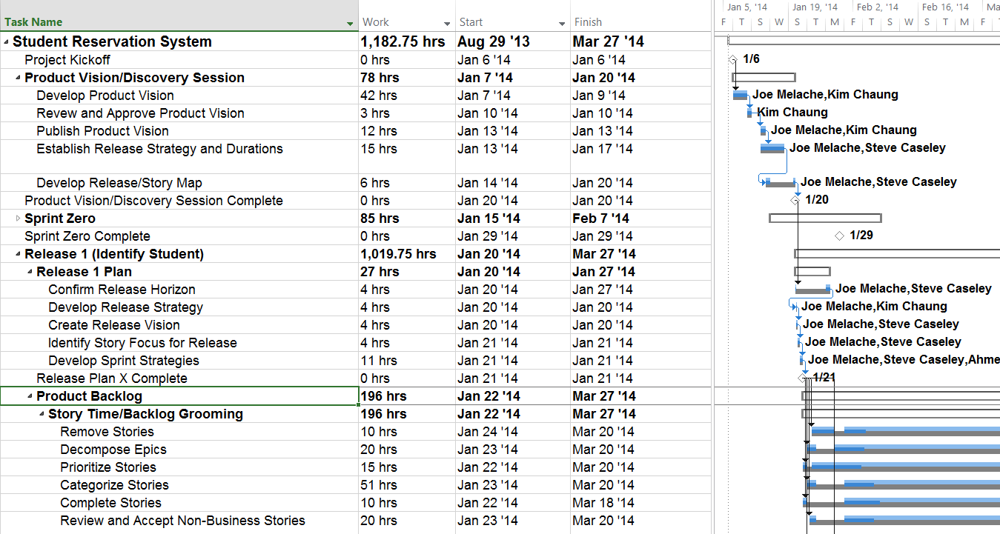 Jan 5, '14 Jan 19, '14 Feb 2, '14 Feb 16, '14 Ma
Task Name Work Start Finish F T S W S T M F T S W S T M F
Student Reservation System 1,182.75 hrs Aug 29 '13 Mar 27 '14
Project Kickoff 0 hrs Jan 6 '14 Jan 6 '14 1/6
Product Vision/Discovery Session 78 hrs Jan 7 '14 Jan 20 '14
Develop Product Vision 42 hrs Jan 7 '14 Jan 9 '14 Joe Melache,Kim Chaung
Revew and Approve Product Vision 3 hrs Jan 10 '14 Jan 10 '14 Kim Chaung
Publish Product Vision 12 hrs Jan 13 '14 Jan 13 '14 Joe Melache,Kim Chaung
Establish Release Strategy and Durations 15 hrs Jan 13 '14 Jan 17 '14 Joe Melache,Steve Caseley
Develop Release/Story Map 6 hrs Jan 14 '14 Jan 20 '14 Joe Melache,Steve Caseley
Product Vision/Discovery Session Complete 0 hrs Jan 20 '14 Jan 20 '14 1/20
Sprint Zero 85 hrs Jan 15 '14 Feb 7 '14
Sprint Zero Complete 0 hrs Jan 29 '14 Jan 29 '14 1/29
Release 1 (Identify Student) 1,019.75 hrs Jan 20 '14 Mar 27 '14
Release 1 Plan 27 hrs Jan 20 '14 Jan 27 '14
Confirm Release Horizon 4 hrs Jan 20 '14 Jan 27 '14 Joe Melache,Steve Caseley
Develop Release Strategy 4 hrs Jan 20 '14 Jan 20 '14 Joe Melache,Kim Chaung
Create Release Vision 4 hrs Jan 20 '14 Jan 20 '14 Joe Melache,Steve Caseley
Identify Story Focus for Release 4 hrs Jan 21 '14 Jan 21 '14 Joe Melache,Steve Caseley
Develop Sprint Strategies 11 hrs Jan 21 '14 Jan 21 '14 Joe Melache,Steve Caseley,Ahme
Release Plan X Complete 0 hrs Jan 21 '14 Jan 21 '14 1/21
Product Backlog 196 hrs Jan 22 '14 Mar 27 '14
Story Time/Backlog Grooming 196 hrs Jan 22 '14 Mar 27 '14
Remove Stories 10 hrs Jan 24 '14 Mar 20 '14
Decompose Epics 20 hrs Jan 23 '14 Mar 20 '14
Prioritize Stories 15 hrs Jan 22 '14 Mar 20 '14
Categorize Stories 51 hrs Jan 23 '14 Mar 20 '14
Complete Stories 10 hrs Jan 22 '14 Mar 18 '14
Review and Accept Non-Business Stories 20 hrs Jan 23 '14 Mar 20 '14